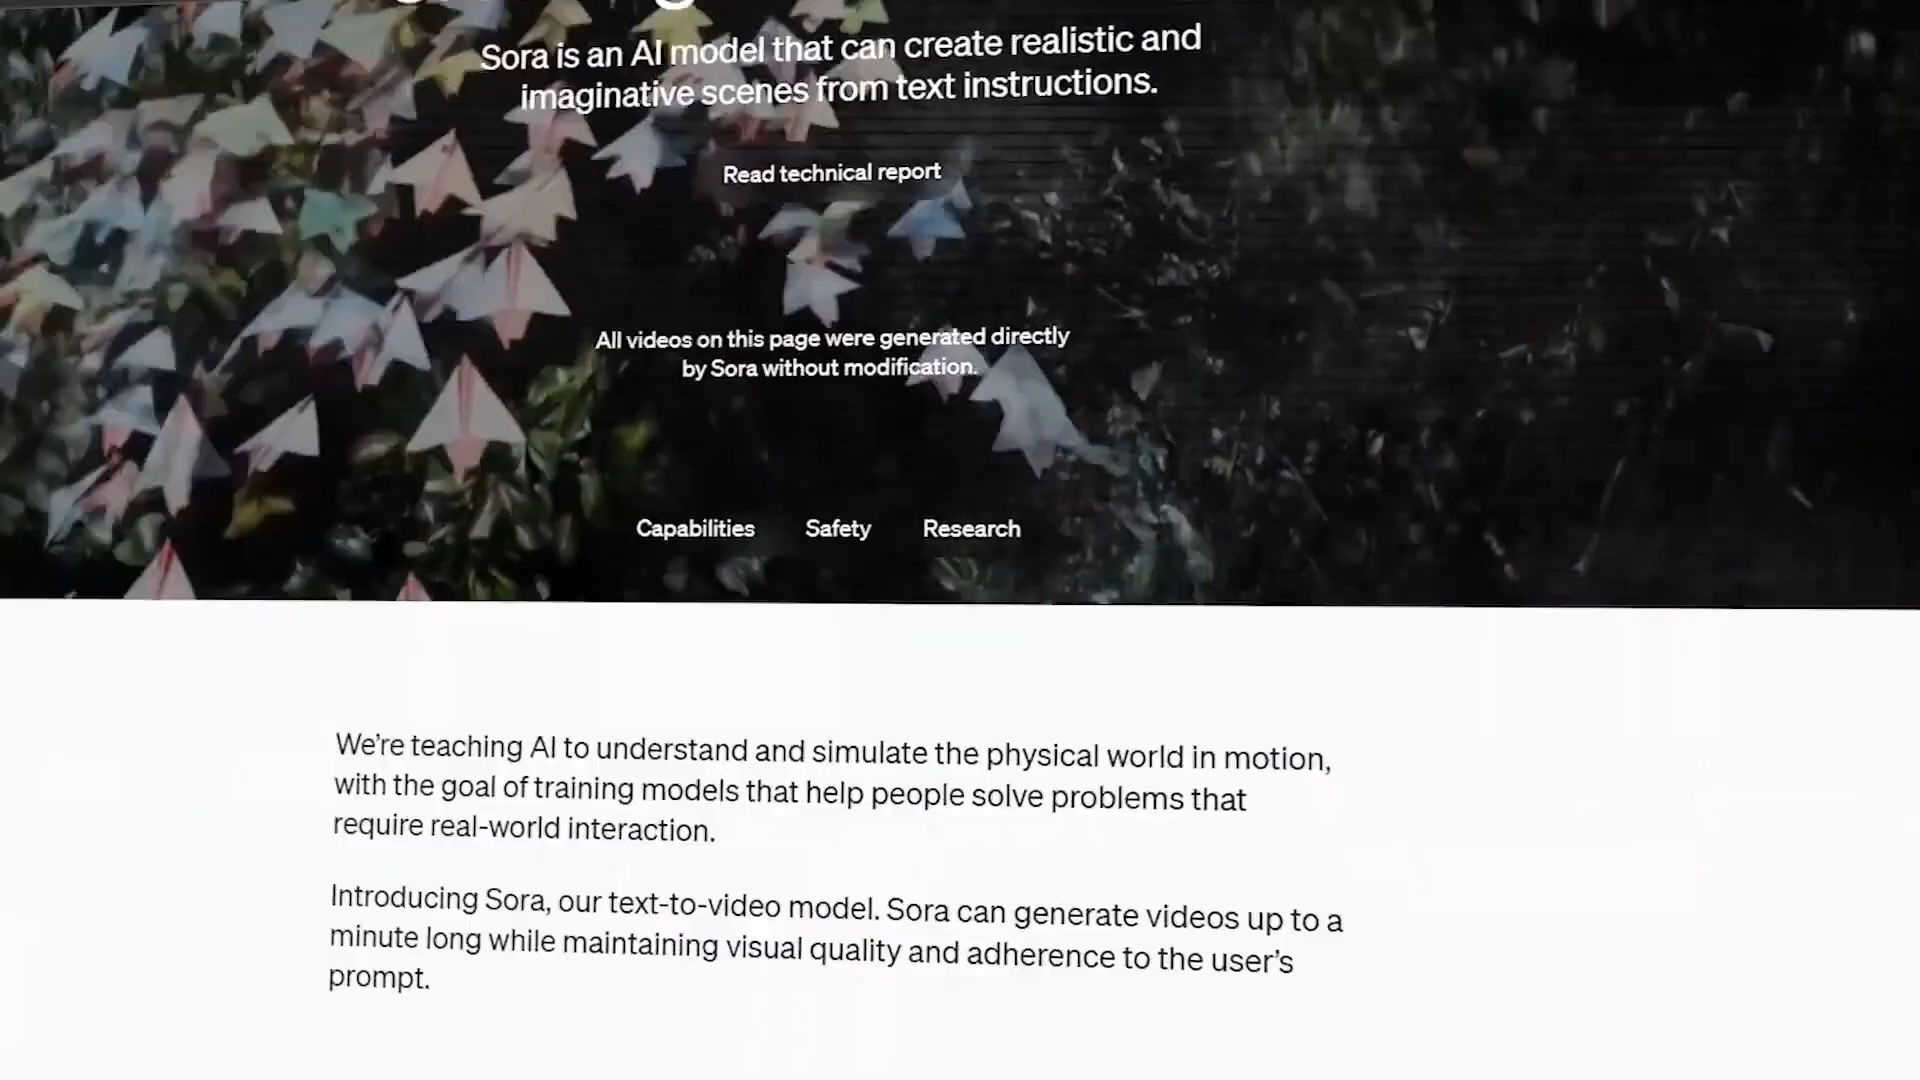 Sora is an AI model that can create realistic and
imaginative scenes from text instructions.
Read technical report
All videos on this page were generated directly
by Sora without modification.
Capabilities Safety Research
We're teaching AI to understand and simulate the physical world in motion,
with the goal of training models that help people solve problems that
require real-world interaction.
Introducing Sora, our text-to-video model. Sora can generate videos up to a
minute long while maintaining visual quality and adherence to the user's
prompt.